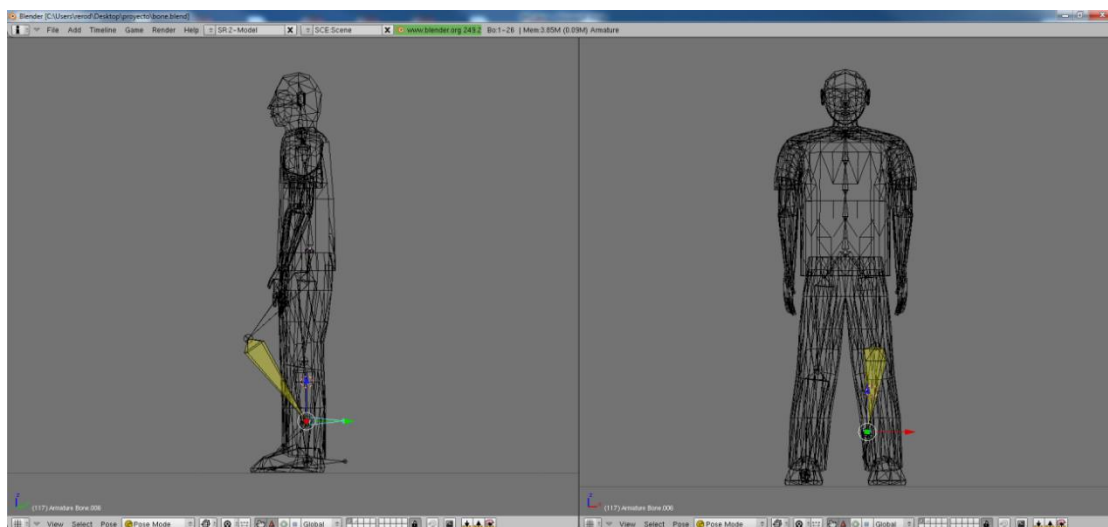 Blender [C:\Users\rerod\Desktop\proyecto\bone.blend]
File Add Timeline Game Render Help SR:2-Model X SCE:Scene X www.blender.org 249.2 Bo:1-26 | Mem:3.85M (0.09M) Armature
(117) Armature Bone.006
(117) Armature Bone.006
View Select Pose Pose Mode Global
View Select Pose Pose Mode Global